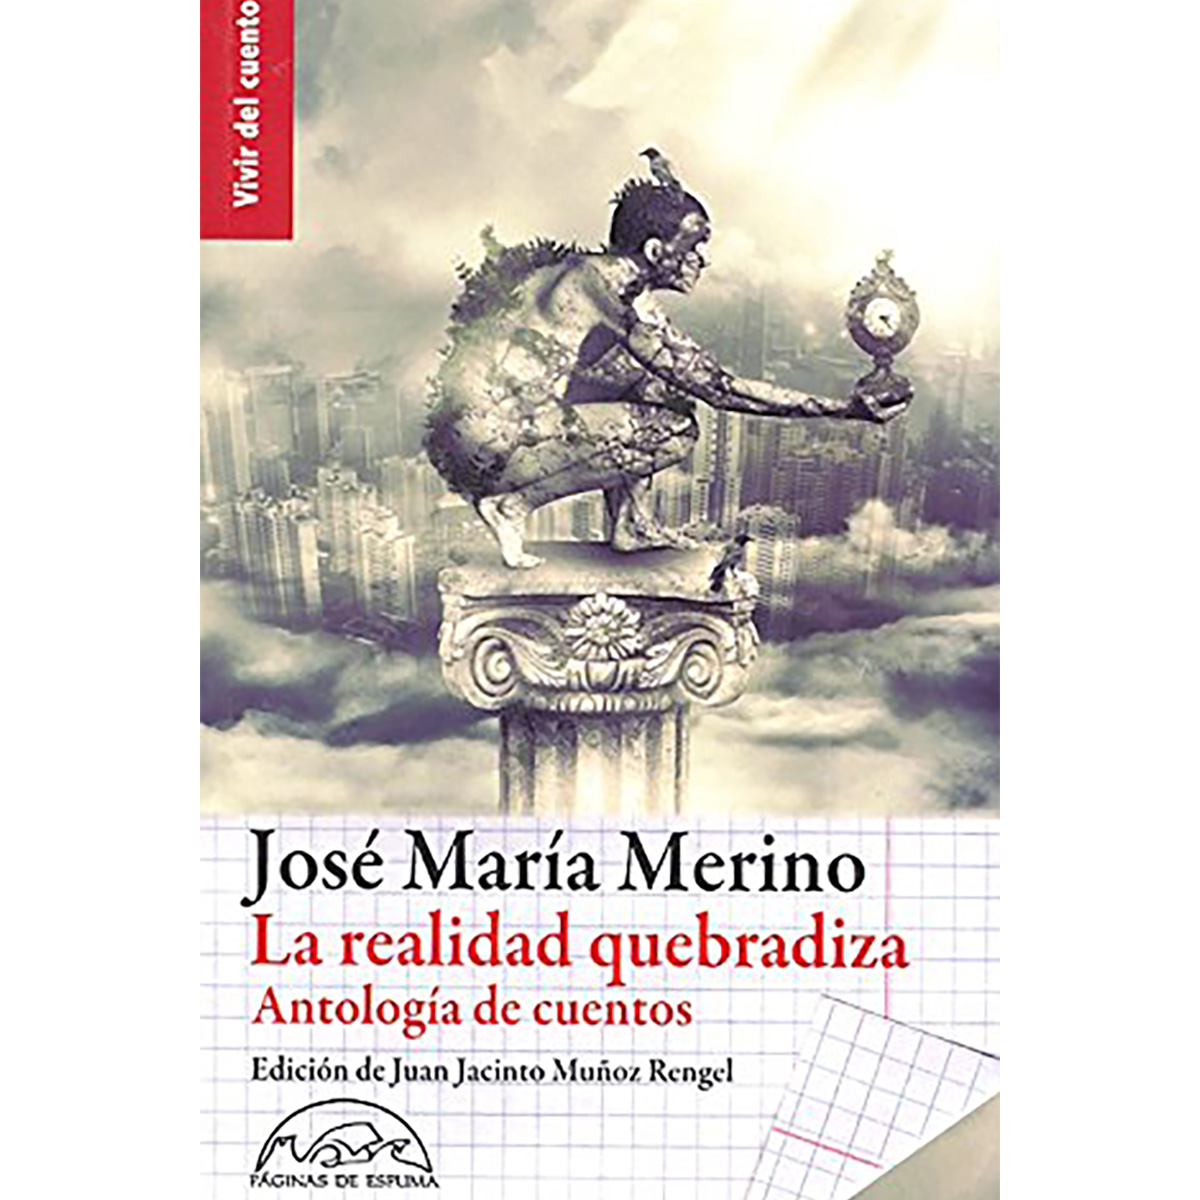 Vivir del cuento
José María Merino
La realidad quebradiza
Antología de cuentos
Edición de Juan Jacinto Muñoz Rengel
PÁGINAS DE ESPUMA